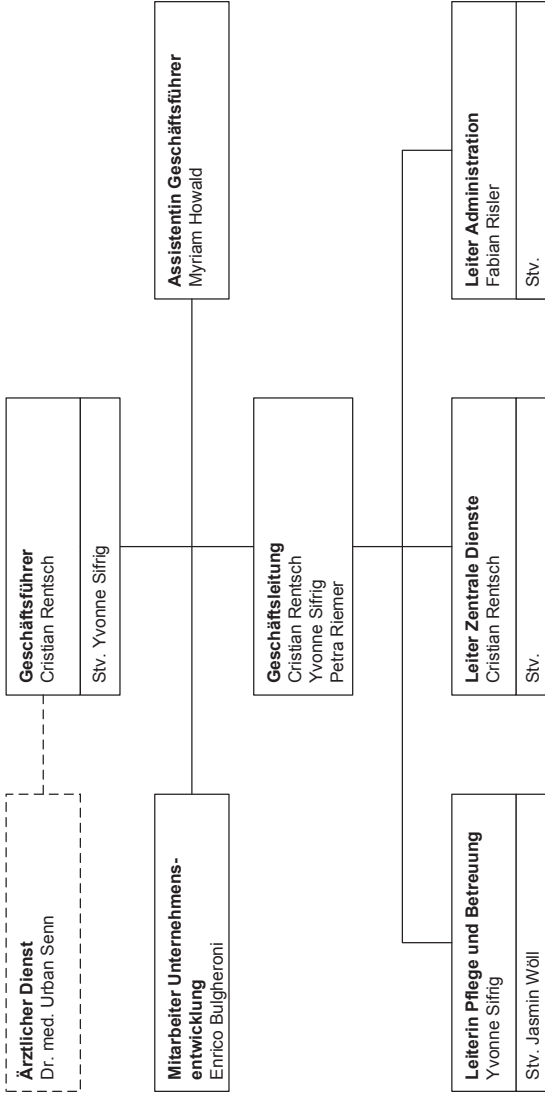 Ärztlicher Dienst
Dr. med. Urban Senn
Geschäftsführer
Cristian Rentsch
Stv. Yvonne Sifrig
Mitarbeiter Unternehmens-
entwicklung
Enrico Bulgheroni
Assistentin Geschäftsführer
Myriam Howald
Geschäftsleitung
Cristian Rentsch
Yvonne Sifrig
Petra Riemer
Leiterin Pflege und Betreuung
Yvonne Sifrig
Stv. Jasmin Wöll
Leiter Zentrale Dienste
Cristian Rentsch
Stv.
Leiter Administration
Fabian Risler
Stv.